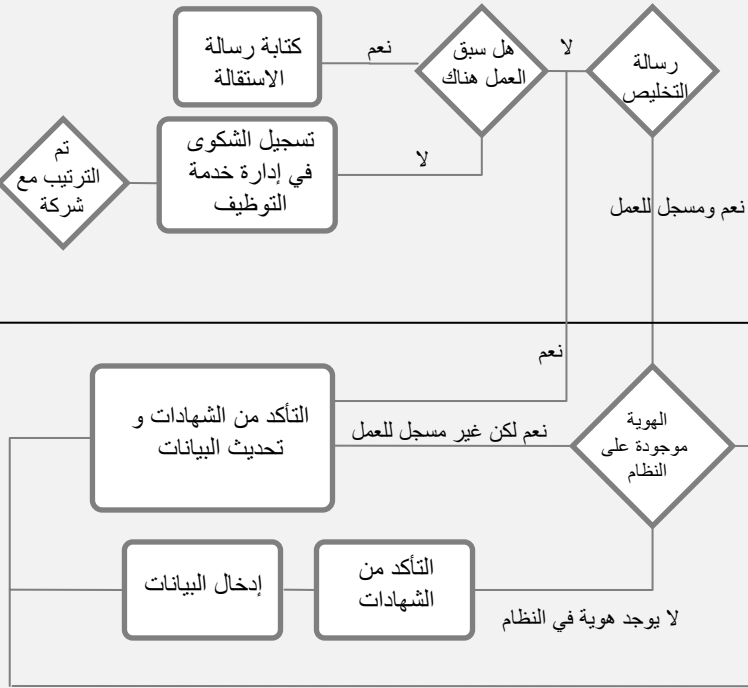 رسالة
التخليص
لا
هل سبق
العمل هناك
نعم
كتابة رسالة
الاستقالة
لا
تسجيل الشكوى
في إدارة خدمة
التوظيف
تم
الترتيب مع
شركة
نعم ومسجل للعمل
نعم
الهوية
موجودة على
النظام
نعم لكن غير مسجل للعمل
التأكد من الشهادات و
تحديث البيانات
لا يوجد هوية في النظام
التأكد من
الشهادات
إدخال البيانات